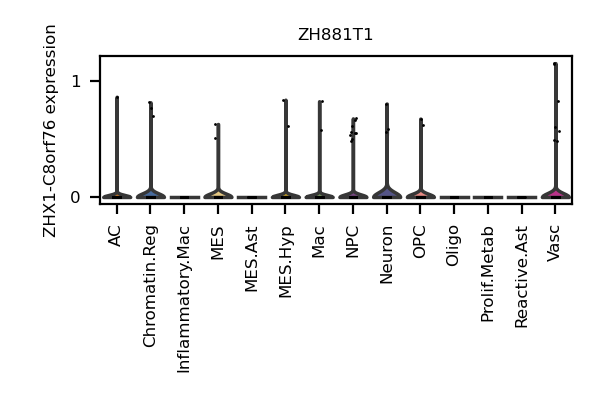 ZH881T1
ZHX1-C8orf76 expression
1
0
AC
Chromatin.Reg
Inflammatory.Mac
MES
MES.Ast
MES.Hyp
Mac
NPC
Neuron
OPC
Oligo
Prolif.Metab
Reactive.Ast
Vasc